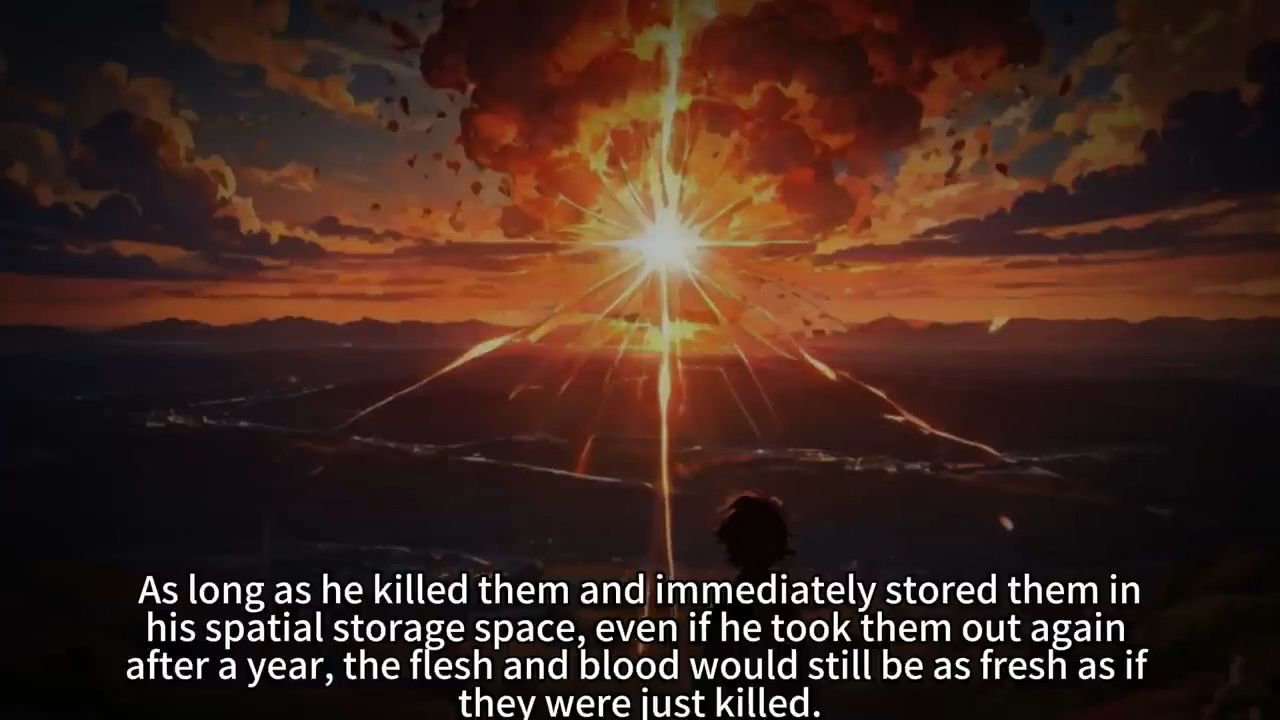 As long as he killed them and immediately stored them in
his spatial storage space, even if he took them out again
after a year, the flesh and blood would still be as fresh as if
they were just killed.